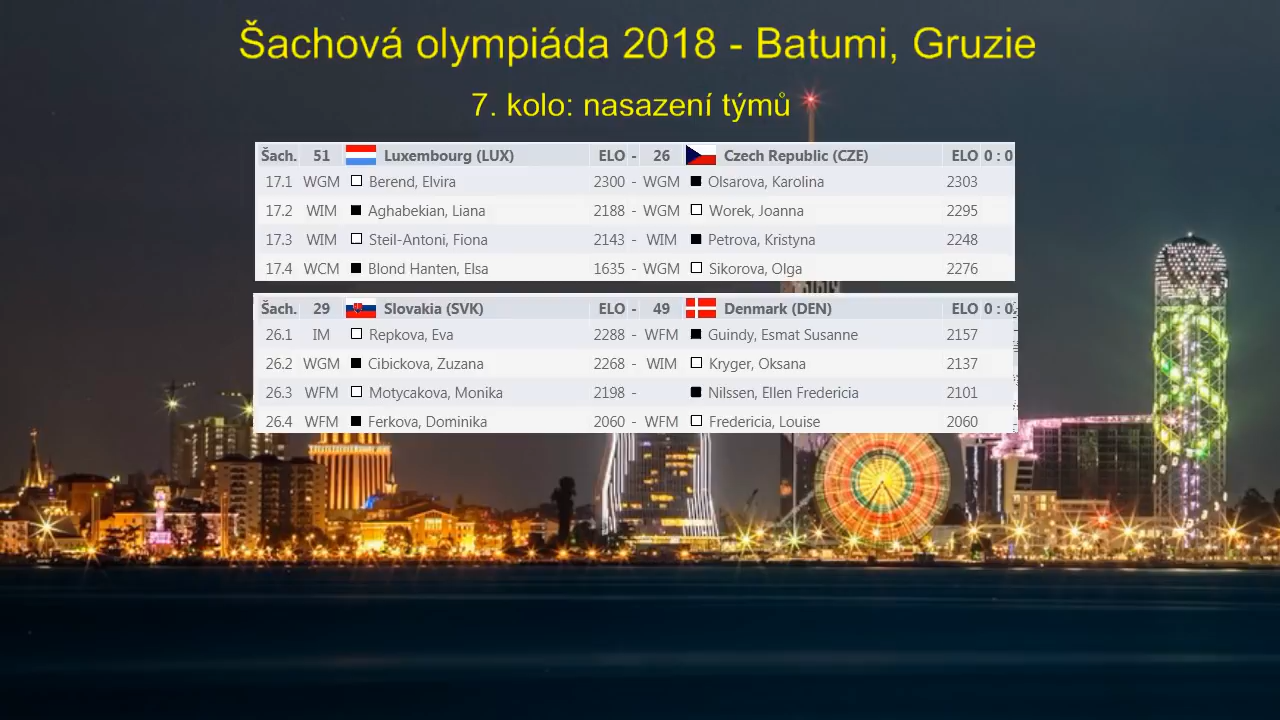 Šachová olympiáda 2018 - Batumi, Gruzie
7. kolo: nasazení týmů
Šach. 51 Luxembourg (LUX) ELO - 26 Czech Republic (CZE) ELO 0 : 0
17.1 WGM Berend, Elvira 2300 - WGM Olsarova, Karolina 2303
17.2 WIM Aghabekian, Liana 2188 - WGM Worek, Joanna 2295
17.3 WIM Steil-Antoni, Fiona 2143 - WIM Petrova, Kristyna 2248
17.4 WCM Blond Hanten, Elsa 1635 - WGM Sikorova, Olga 2276
Šach. 29 Slovakia (SVK) ELO - 49 Denmark (DEN) ELO 0 : 0
26.1 IM Repkova, Eva 2288 - WFM Guindy, Esmat Susanne 2157
26.2 WGM Cibickova, Zuzana 2268 - WIM Kryger, Oksana 2137
26.3 WFM Motycakova, Monika 2198 - Nilssen, Ellen Fredericia 2101
26.4 WFM Ferkova, Dominika 2060 - WFM Fredericia, Louise 2060